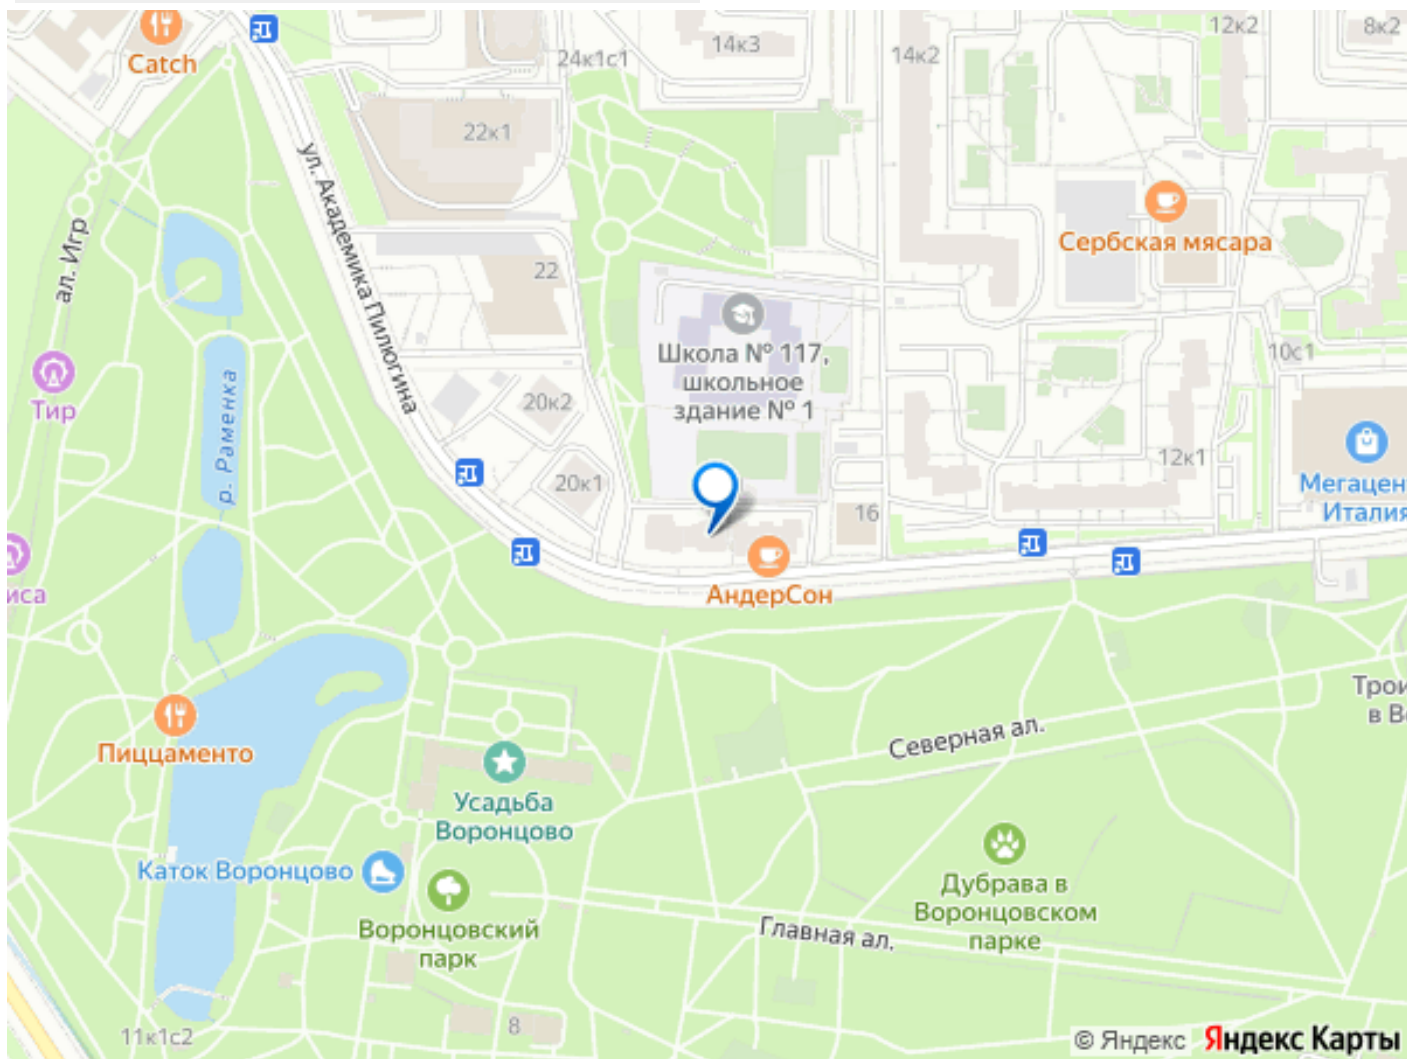 Catch
24к1с1
14к3
14к2
12к2
8к2
22к1
ул. Академика Пилюгина
ал. Игр
Сербская мясара
22
Школа № 117,
школьное
здание № 1
10с1
Тир
р. Раменка
20к2
20к1
12к1
Мегацен
Италия
16
АндерСон
иса
Трои
в В
Северная ал.
Пиццаменто
Усадьба
Воронцово
Каток Воронцово
Дубрава в
Воронцовском
парке
Воронцовский
парк
Главная ал.
8
11к1с2
© Яндекс Яндекс Карты